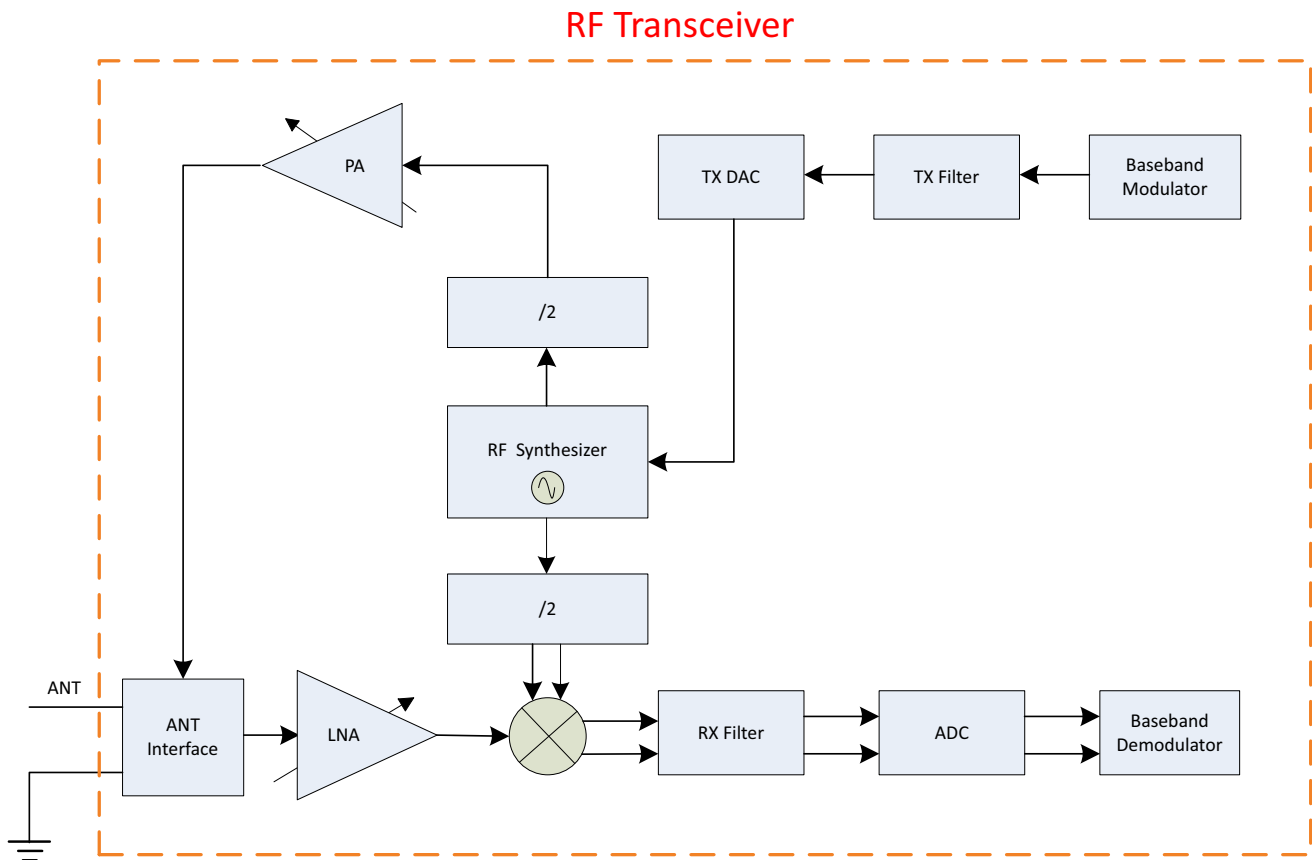 RF Transceiver
PA
TX DAC
TX Filter
Baseband
Modulator
/2
RF Synthesizer
/2
ANT
ANT
Interface
LNA
RX Filter
ADC
Baseband
Demodulator